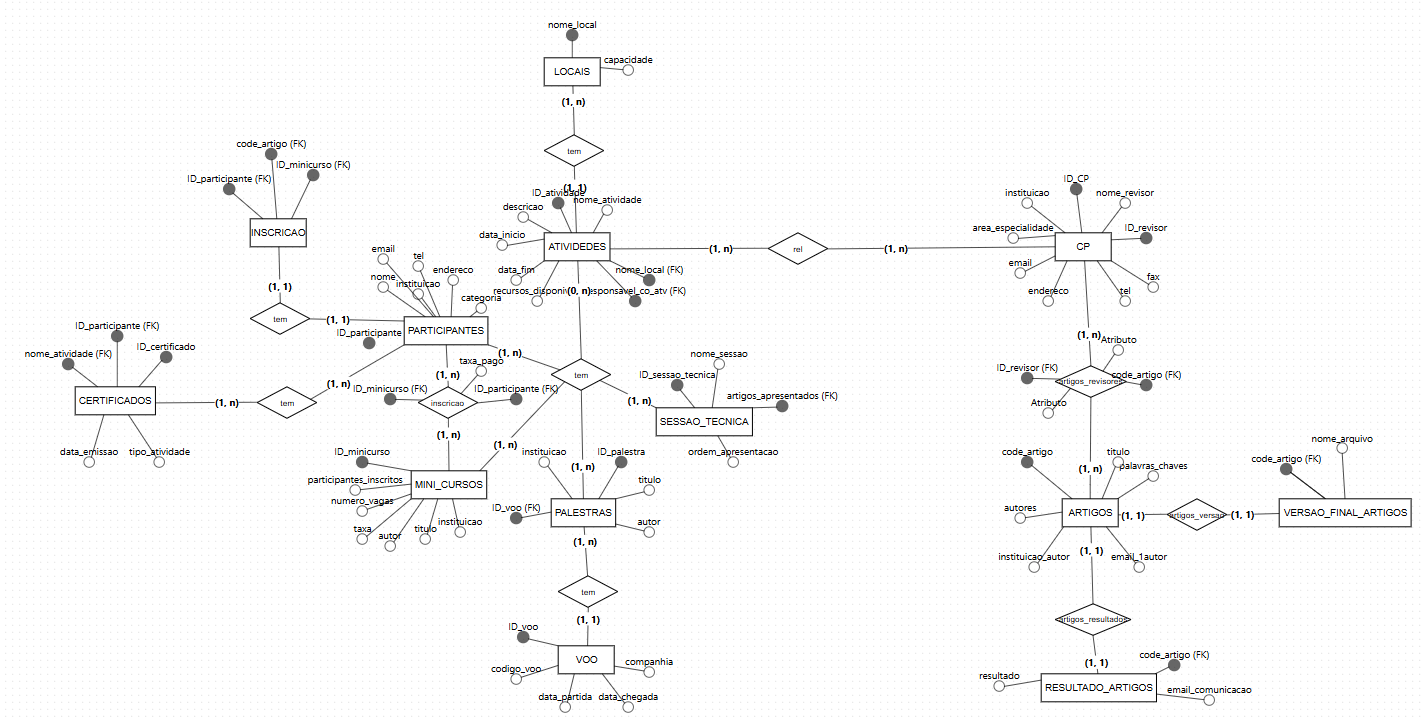 nome_local
LOCAIS
capacidade
(1, n)
tem
(1, 1)
ID_atividade
nome_atividade
descricao
data_inicio
ATIVIDEDES
data_fim
nome_local (FK)
recursos_disponiv
(0, n)
esponsavel_co_atv (FK)
(1, n)
rel
(1, n)
ID_CP
instituicao
nome_revisor
area_especialidade
CP
ID_revisor
email
fax
endereco
tel
code_artigo (FK)
ID_minicurso (FK)
ID_participante (FK)
INSCRICAO
(1, 1)
tem
(1, 1)
email
tel
nome
instituicao
endereco
categoria
PARTICIPANTES
ID_participante
ID_participante (FK)
nome_atividade (FK)
ID_certificado
CERTIFICADOS
data_emissao
tipo_atividade
(1, n)
tem
(1, n)
(1, n)
taxa_pago
ID_minicurso (FK)
inscricao
ID_participante (FK)
(1, n)
(1, n)
tem
(1, n)
(1, n)
(1, n)
nome_sessao
ID_sessao_tecnica
artigos_apresentados (FK)
SESSAO_TECNICA
ordem_apresentacao
ID_minicurso
participantes_inscritos
MINI_CURSOS
numero_vagas
taxa
autor
titulo
instituicao
instituicao
ID_palestra
titulo
ID_voo (FK)
PALESTRAS
autor
(1, n)
tem
(1, 1)
ID_voo
VOO
companhia
codigo_voo
data_partida
data_chegada
(1, n)
Atributo
ID_revisor (FK)
artigos_revisores
code_artigo (FK)
Atributo
(1, n)
code_artigo
titulo
palavras_chaves
autores
ARTIGOS
instituicao_autor
email_1autor
(1, 1)
artigos_versao
(1, 1)
nome_arquivo
code_artigo (FK)
VERSAO_FINAL_ARTIGOS
(1, 1)
artigos_resultados
(1, 1)
code_artigo (FK)
resultado
RESULTADO_ARTIGOS
email_comunicacao